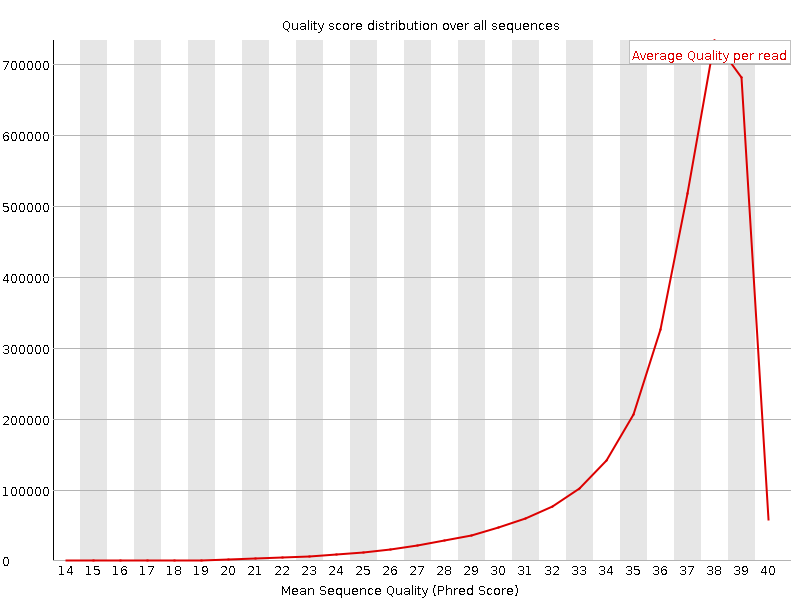 Quality score distribution over all sequences
Average Quality per read
700000
600000
500000
400000
300000
200000
100000
0
14 15 16 17 18 19 20 21 22 23 24 25 26 27 28 29 30 31 32 33 34 35 36 37 38 39 40
Mean Sequence Quality (Phred Score)